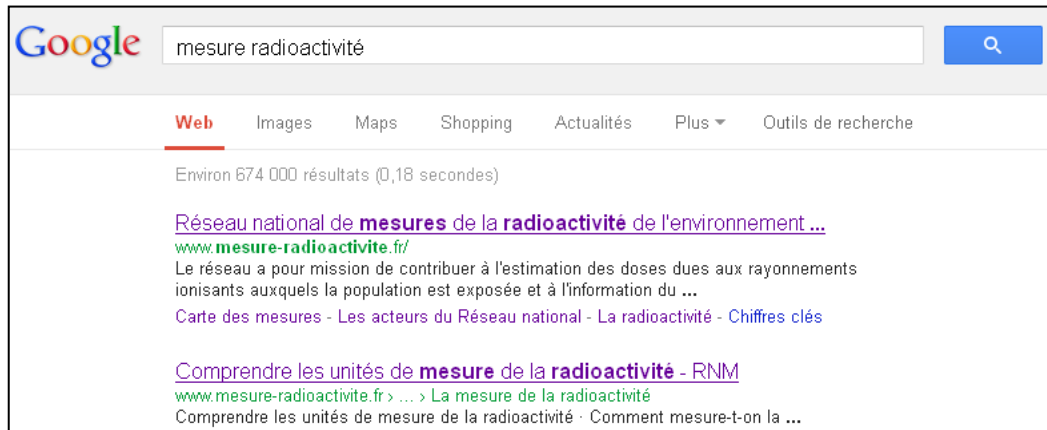 Google mesure radioactivité
Web Images Maps Shopping Actualités Plus Outils de recherche
Environ 674 000 résultats (0,18 secondes)
Réseau national de mesures de la radioactivité de l'environnement ...
www.mesure-radioactivite.fr/
Le réseau a pour mission de contribuer à l'estimation des doses dues aux rayonnements
ionisants auxquels la population est exposée et à l'information du ...
Carte des mesures - Les acteurs du Réseau national - La radioactivité - Chiffres clés
Comprendre les unités de mesure de la radioactivité - RNM
www.mesure-radioactivite.fr › ... › La mesure de la radioactivité
Comprendre les unités de mesure de la radioactivité · Comment mesure-t-on la ...